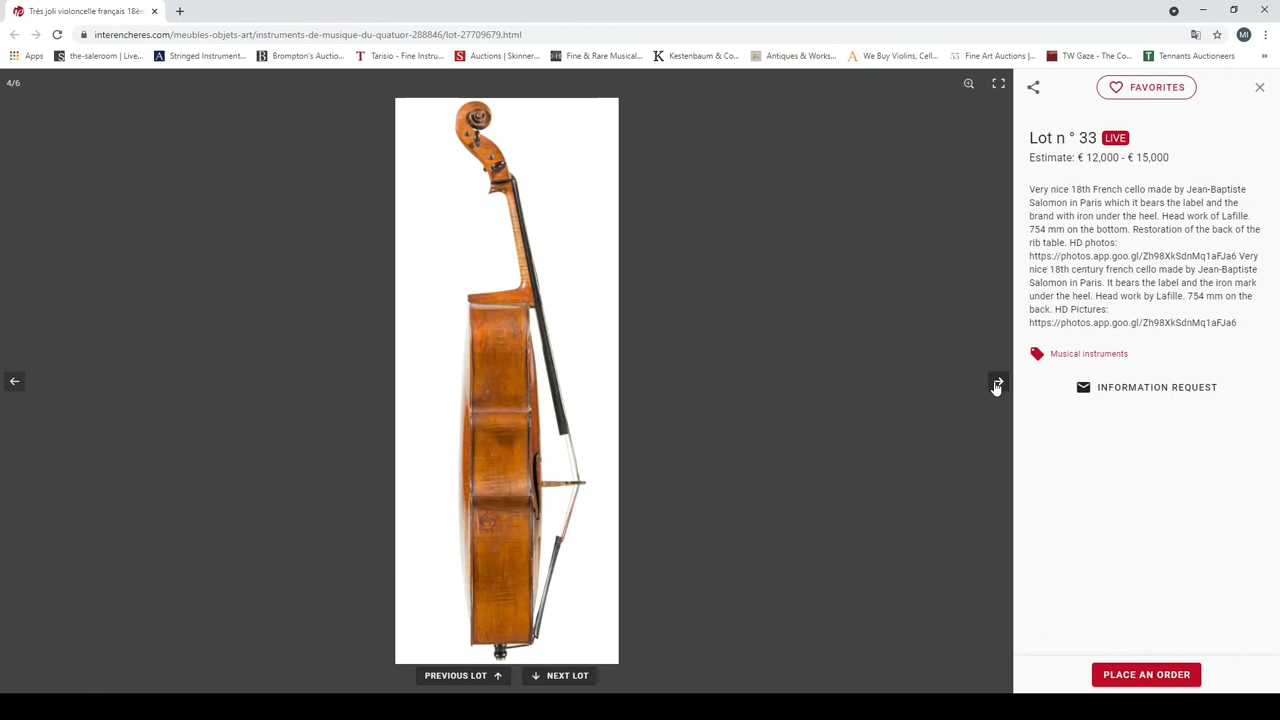 Très joli violoncelle français 18èm
interencheres.com/meubles-objets-art/instruments-de-musique-du-quatuor-288846/lot-27709679.html
MI
Apps
the-saleroom | Live...
Stringed Instrument...
Brompton's Auction...
Tarisio - Fine Instru...
Auctions | Skinner...
Fine & Rare Musical...
Kestenbaum & Co...
Antiques & Works...
We Buy Violins, Cell...
Fine Art Auctions |...
TW Gaze - The Co...
Tennants Auctioneers
4/6
FAVORITES
Lot n ° 33 LIVE
Estimate: € 12,000 - € 15,000
Very nice 18th French cello made by Jean-Baptiste
Salomon in Paris which it bears the label and the
brand with iron under the heel. Head work of Lafille.
754 mm on the bottom. Restoration of the back of the
rib table. HD photos:
https://photos.app.goo.gl/Zh98XkSdnMq1aFJa6 Very
nice 18th century french cello made by Jean-Baptiste
Salomon in Paris. It bears the label and the iron mark
under the heel. Head work by Lafille. 754 mm on the
back. HD Pictures:
https://photos.app.goo.gl/Zh98XkSdnMq1aFJa6
Musical instruments
INFORMATION REQUEST
PREVIOUS LOT
NEXT LOT
PLACE AN ORDER